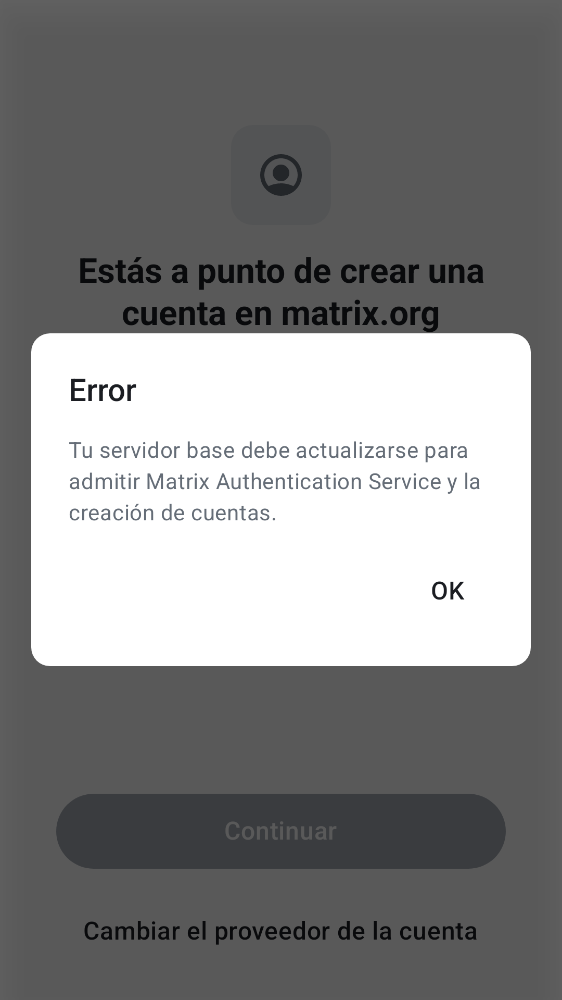 Estás a punto de crear una
cuenta en matrix.org
Error
Tu servidor base debe actualizarse para
admitir Matrix Authentication Service y la
creación de cuentas.
OK
Continuar
Cambiar el proveedor de la cuenta